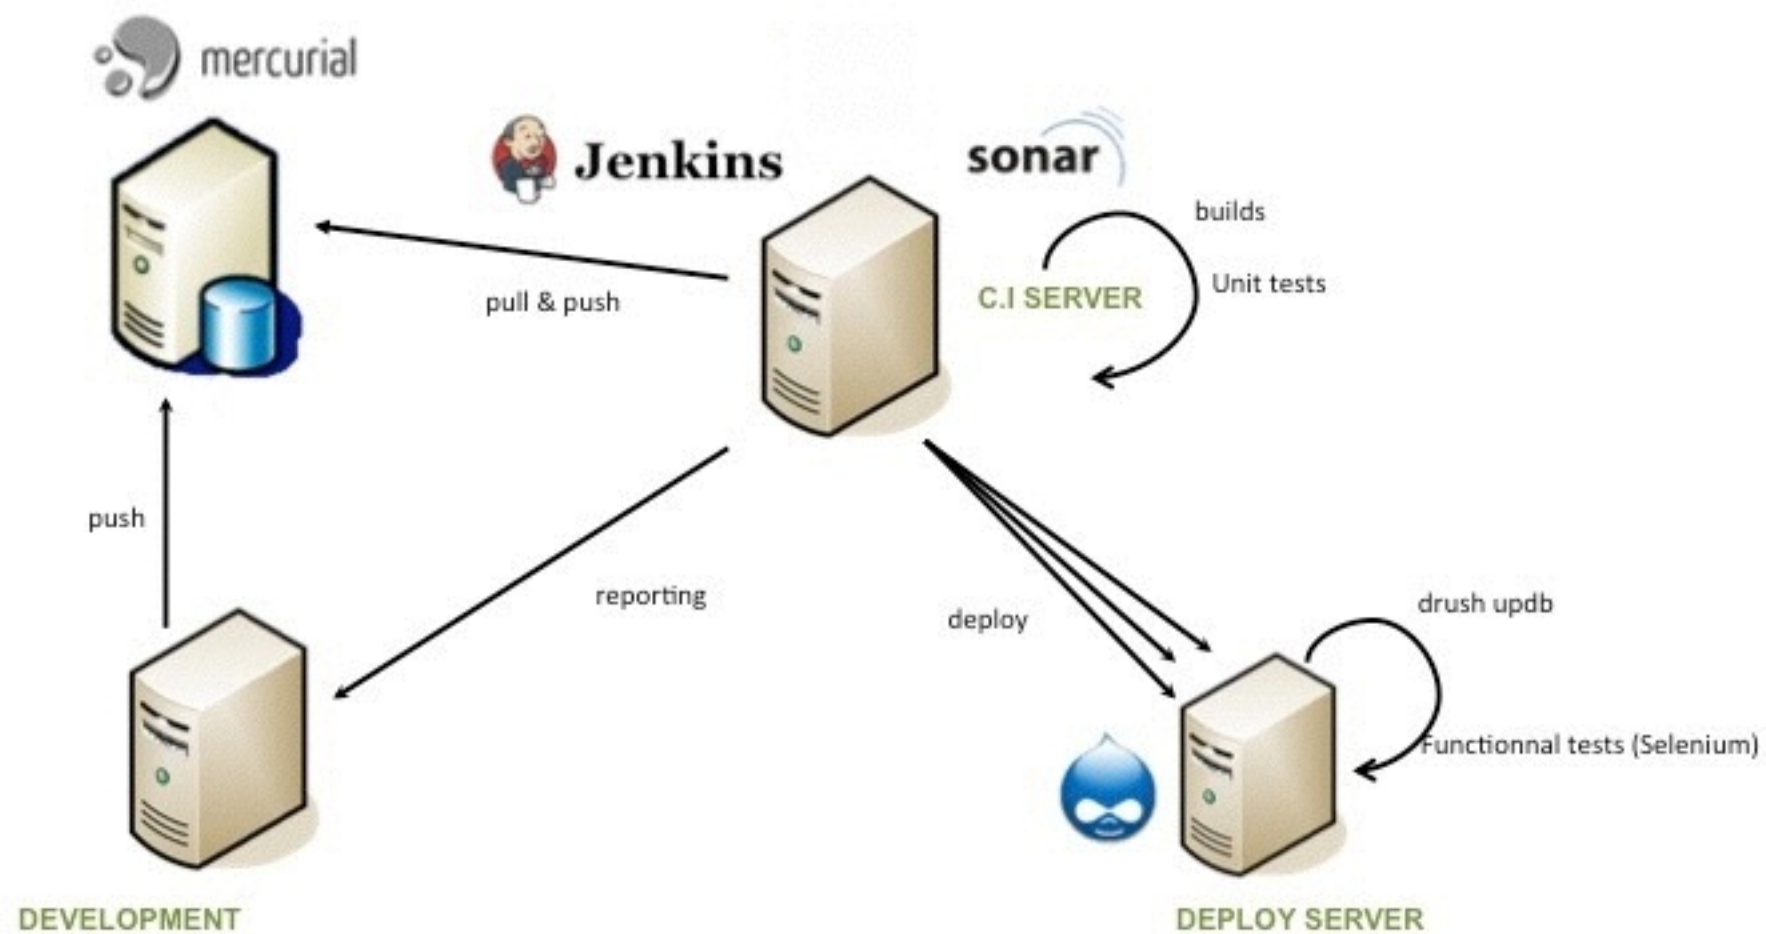 mercurial
Jenkins
sonar
builds
Unit tests
C.I SERVER
pull & push
push
reporting
deploy
drush updb
Functionnal tests (Selenium)
DEVELOPMENT
DEPLOY SERVER